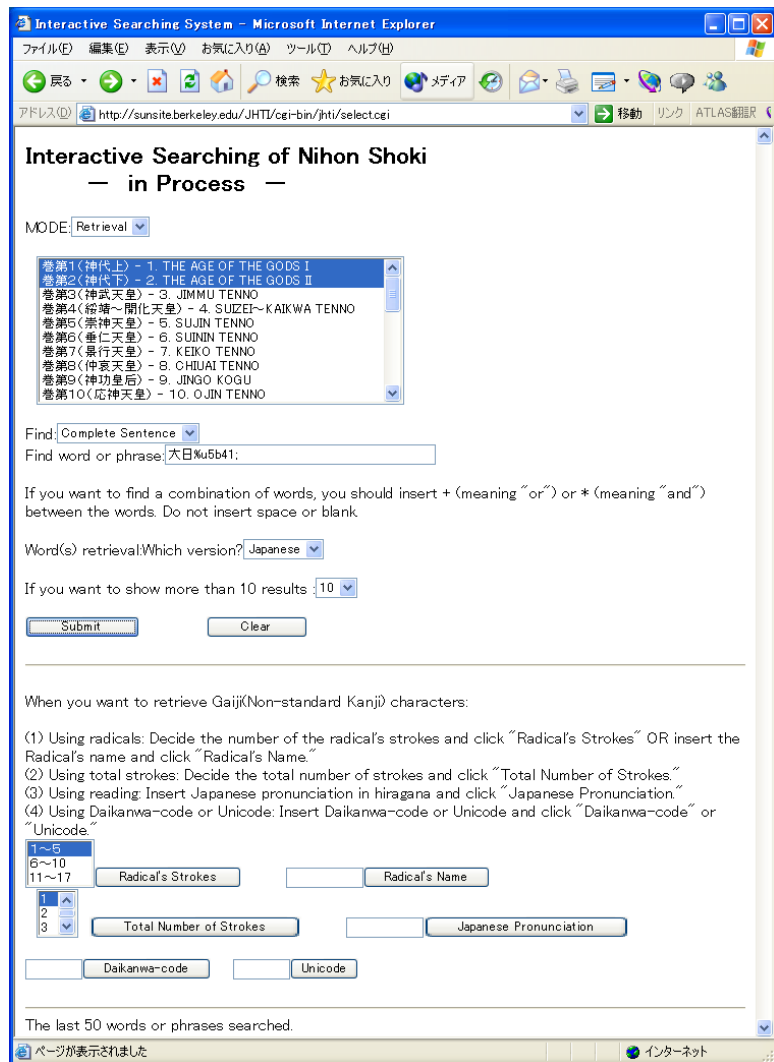 Interactive Searching System - Microsoft Internet Explorer
ファイル(F) 編集(E) 表示(V) お気に入り(A) ツール(T) ヘルプ(H)
戻る 検索 お気に入り メディア
アドレス(D) http://sunsite.berkeley.edu/JHTI/cgi-bin/jhti/select.cgi 移動 リンク ATLAS翻訳
Interactive Searching of Nihon Shoki
— in Process —
MODE: Retrieval
巻第1(神代上) - 1. THE AGE OF THE GODS I
巻第2(神代下) - 2. THE AGE OF THE GODS II
巻第3(神武天皇) - 3. JIMMU TENNO
巻第4(綏靖～開化天皇) - 4. SUIZEI～KAIKWA TENNO
巻第5(崇神天皇) - 5. SUJIN TENNO
巻第6(垂仁天皇) - 6. SUININ TENNO
巻第7(景行天皇) - 7. KEIKO TENNO
巻第8(仲哀天皇) - 8. CHIUAI TENNO
巻第9(神功皇后) - 9. JINGO KOGU
巻第10(応神天皇) - 10. OJIN TENNO
Find: Complete Sentence
Find word or phrase: 大日%u5b41;
If you want to find a combination of words, you should insert + (meaning "or") or * (meaning "and")
between the words. Do not insert space or blank.
Word(s) retrieval:Which version? Japanese
If you want to show more than 10 results : 10
Submit Clear
When you want to retrieve Gaiji(Non-standard Kanji) characters:
(1) Using radicals: Decide the number of the radical's strokes and click "Radical's Strokes" OR insert the
Radical's name and click "Radical's Name."
(2) Using total strokes: Decide the total number of strokes and click "Total Number of Strokes."
(3) Using reading: Insert Japanese pronunciation in hiragana and click "Japanese Pronunciation."
(4) Using Daikanwa-code or Unicode: Insert Daikanwa-code or Unicode and click "Daikanwa-code" or
"Unicode."
1～5
6～10
11～17 Radical's Strokes Radical's Name
1
2
3 Total Number of Strokes Japanese Pronunciation
Daikanwa-code Unicode
The last 50 words or phrases searched.
ページが表示されました インターネット